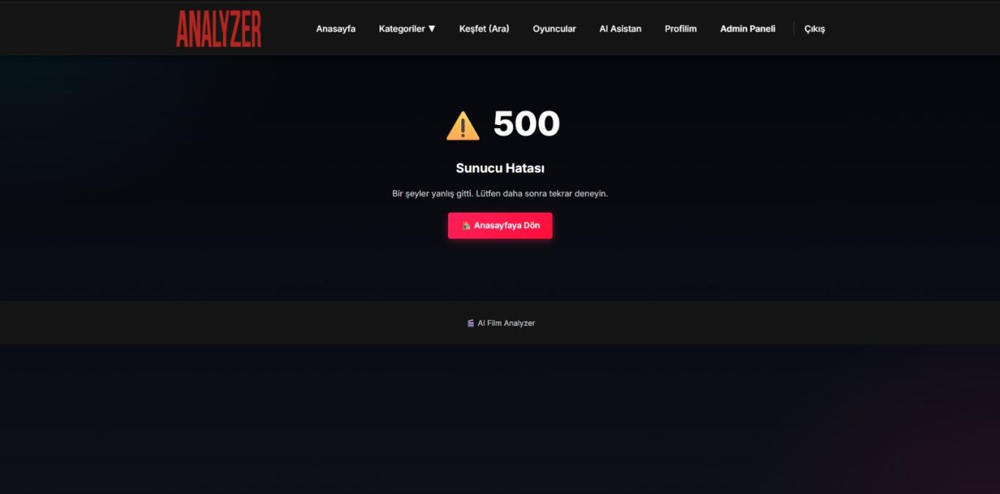 ANALYZER
Anasayfa Kategoriler ▼ Keşfet (Ara) Oyuncular AI Asistan Profilim Admin Paneli Çıkış
500
Sunucu Hatası
Bir şeyler yanlış gitti. Lütfen daha sonra tekrar deneyin.
Anasayfaya Dön
AI Film Analyzer